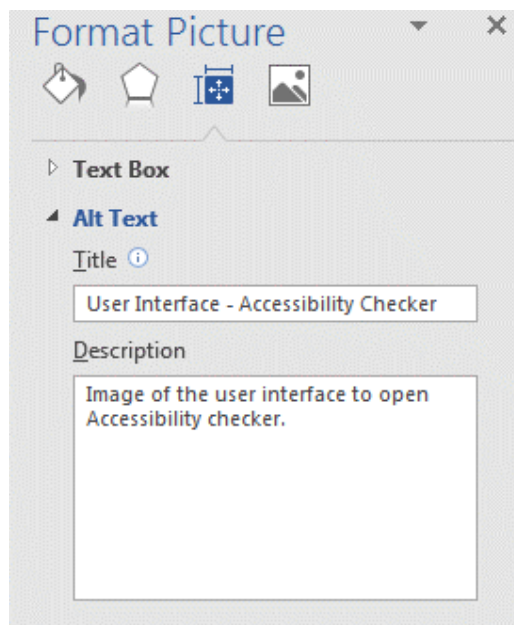 Format Picture
Text Box
Alt Text
Title
User Interface - Accessibility Checker
Description
Image of the user interface to open
Accessibility checker.